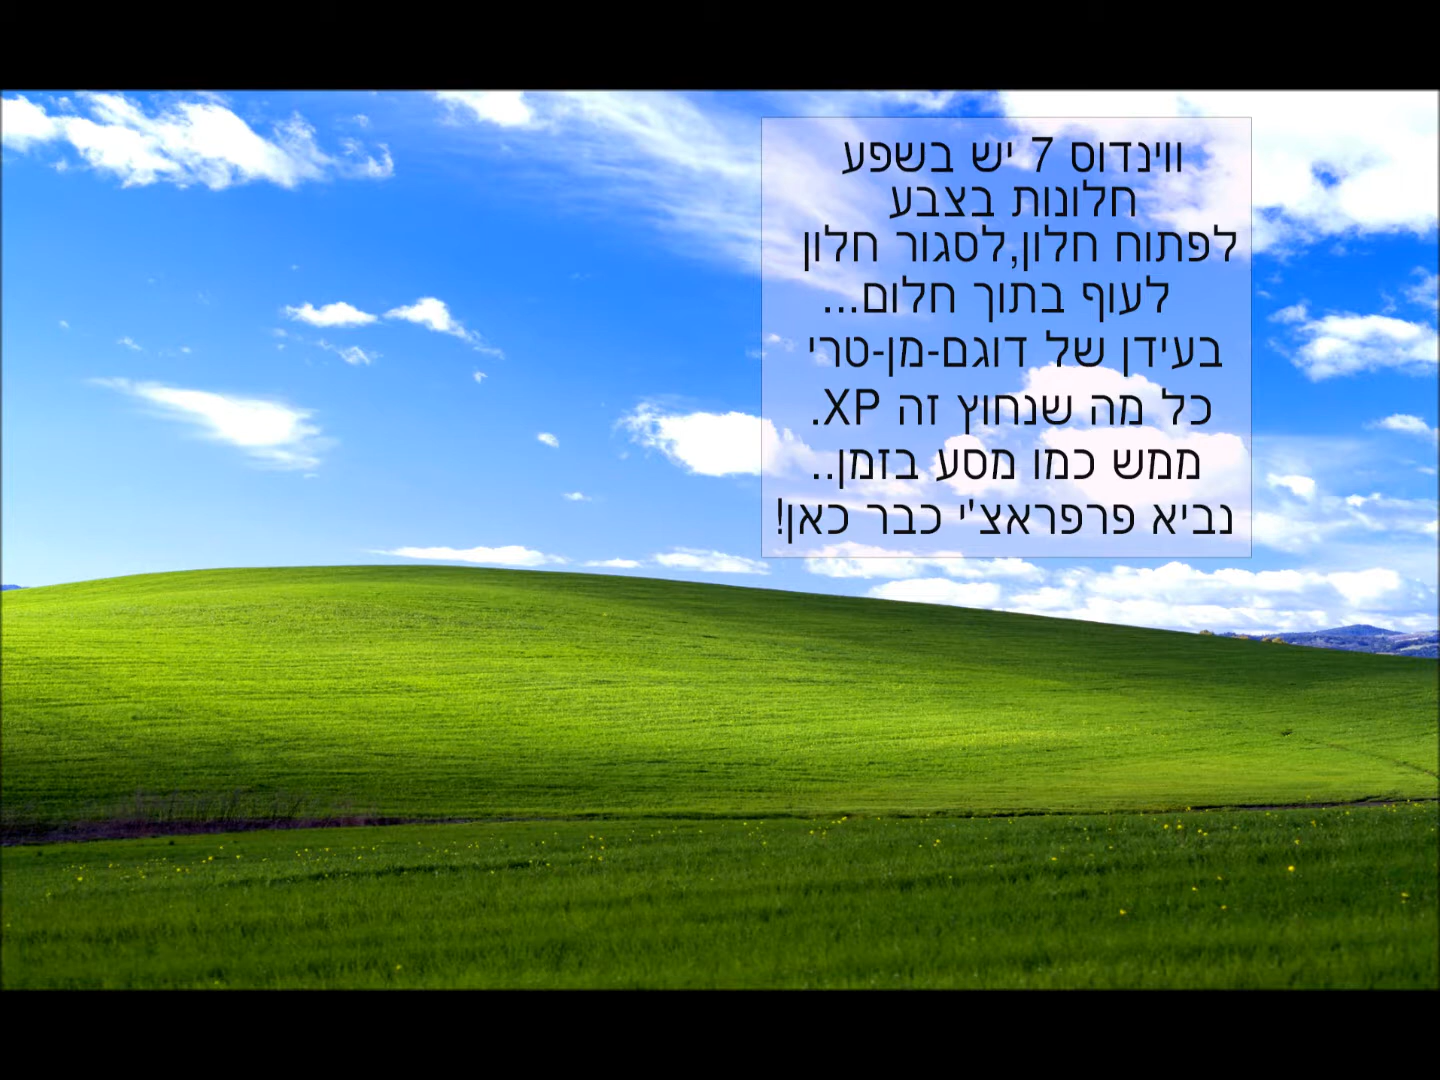 ווינדוס 7 יש בשפע
חלונות בצבע
לפתוח חלון,לסגור חלון
לעוף בתוך חלום...
בעידן של דוגם-מן-טרי
כל מה שנחוץ זה XP.
ממש כמו מסע בזמן..
נביא פרפראצ'י כבר כאן!